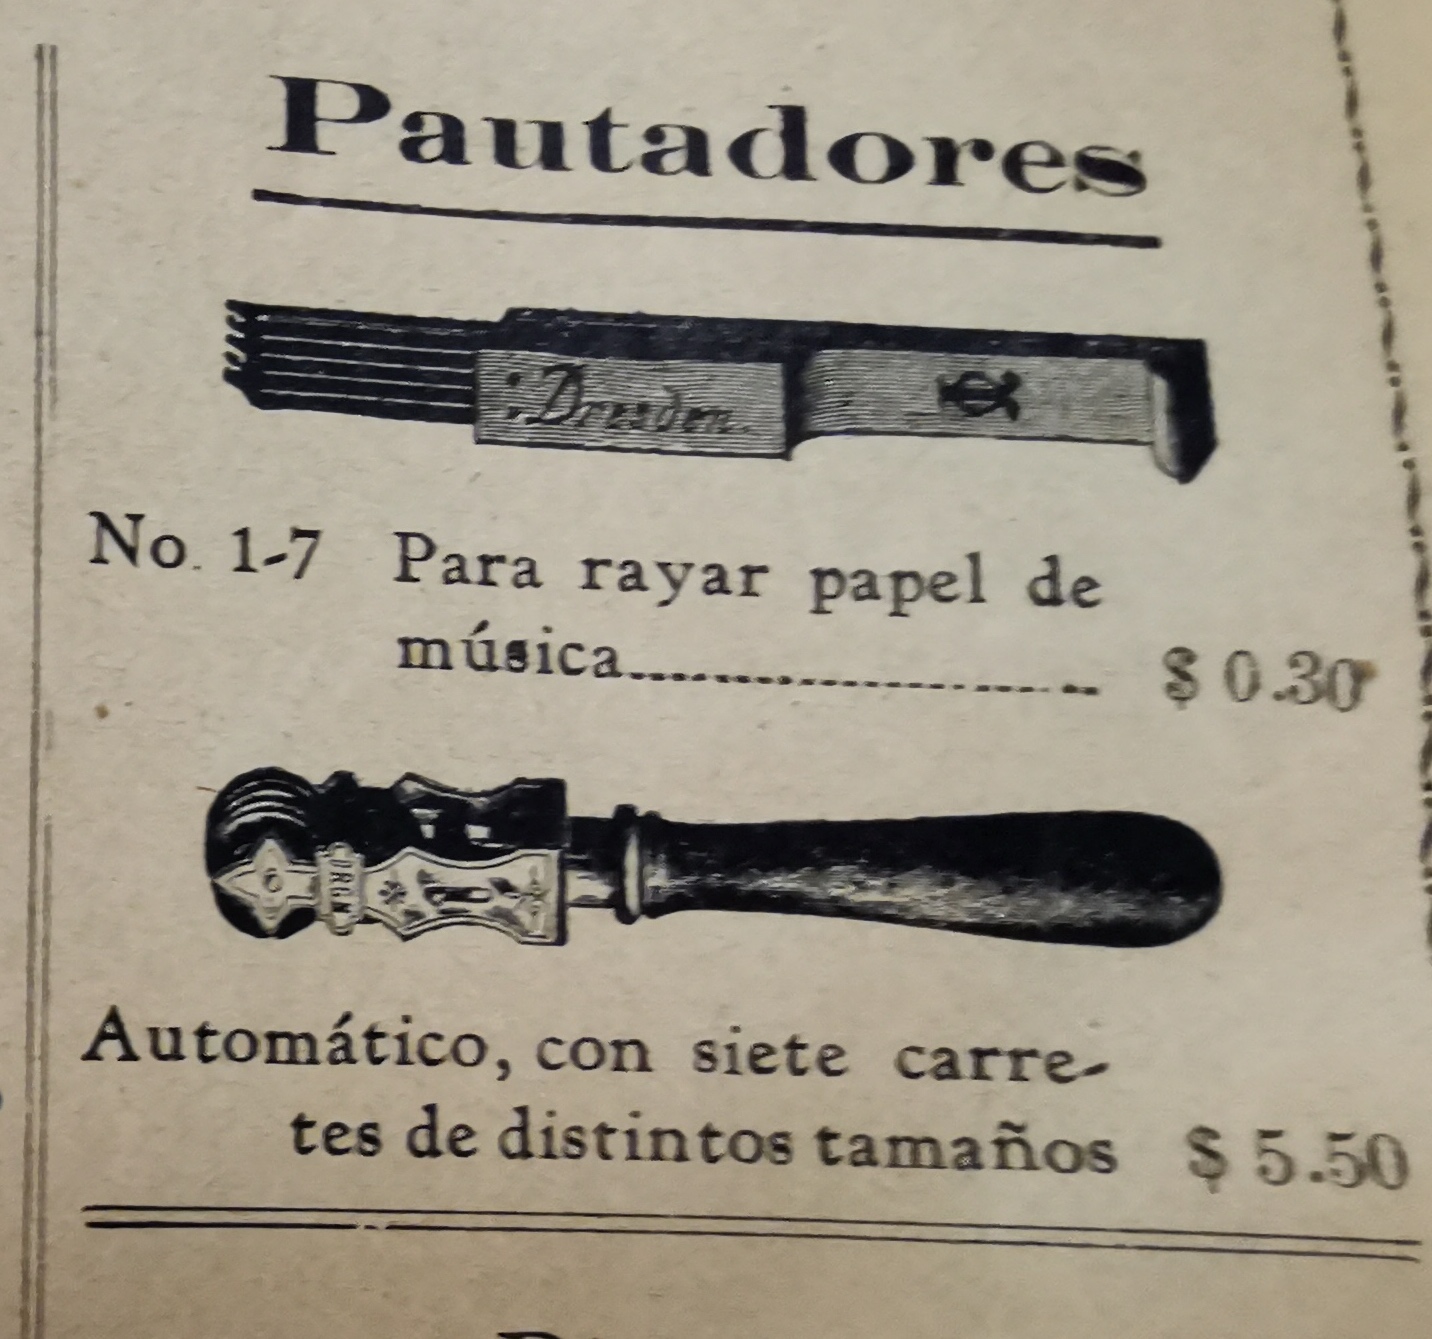 Pautadores
: Dresden.
No. 1-7 Para rayar papel de
música........................ $ 0.30
D.R.G.M.
Automático, con siete carre-
tes de distintos tamaños $ 5.50